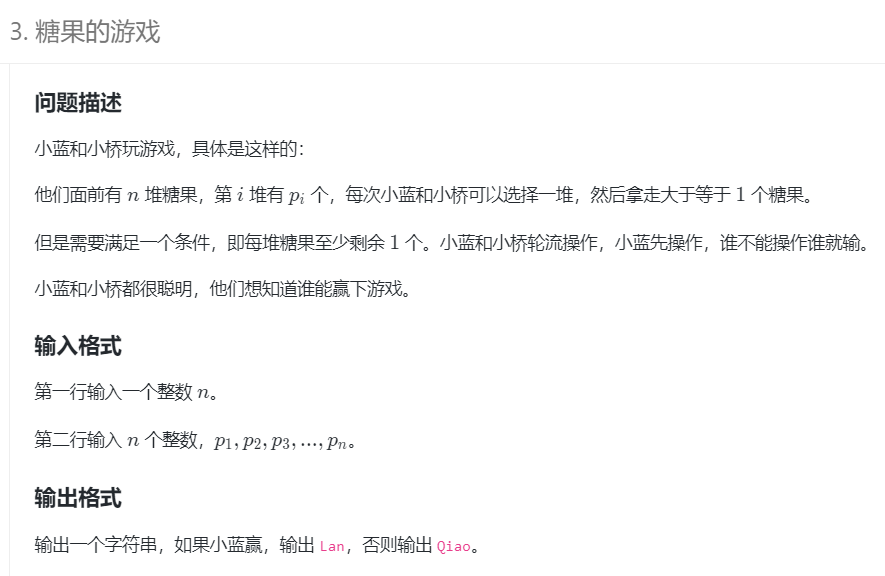 3. 糖果的游戏
问题描述
小蓝和小桥玩游戏，具体是这样的：
他们面前有 n 堆糖果，第 i 堆有 pᵢ 个，每次小蓝和小桥可以选择一堆，然后拿走大于等于 1 个糖果。
但是需要满足一个条件，即每堆糖果至少剩余 1 个。小蓝和小桥轮流操作，小蓝先操作，谁不能操作谁就输。
小蓝和小桥都很聪明，他们想知道谁能赢下游戏。
输入格式
第一行输入一个整数 n。
第二行输入 n 个整数，p₁, p₂, p₃, ..., pₙ。
输出格式
输出一个字符串，如果小蓝赢，输出 Lan，否则输出 Qiao。